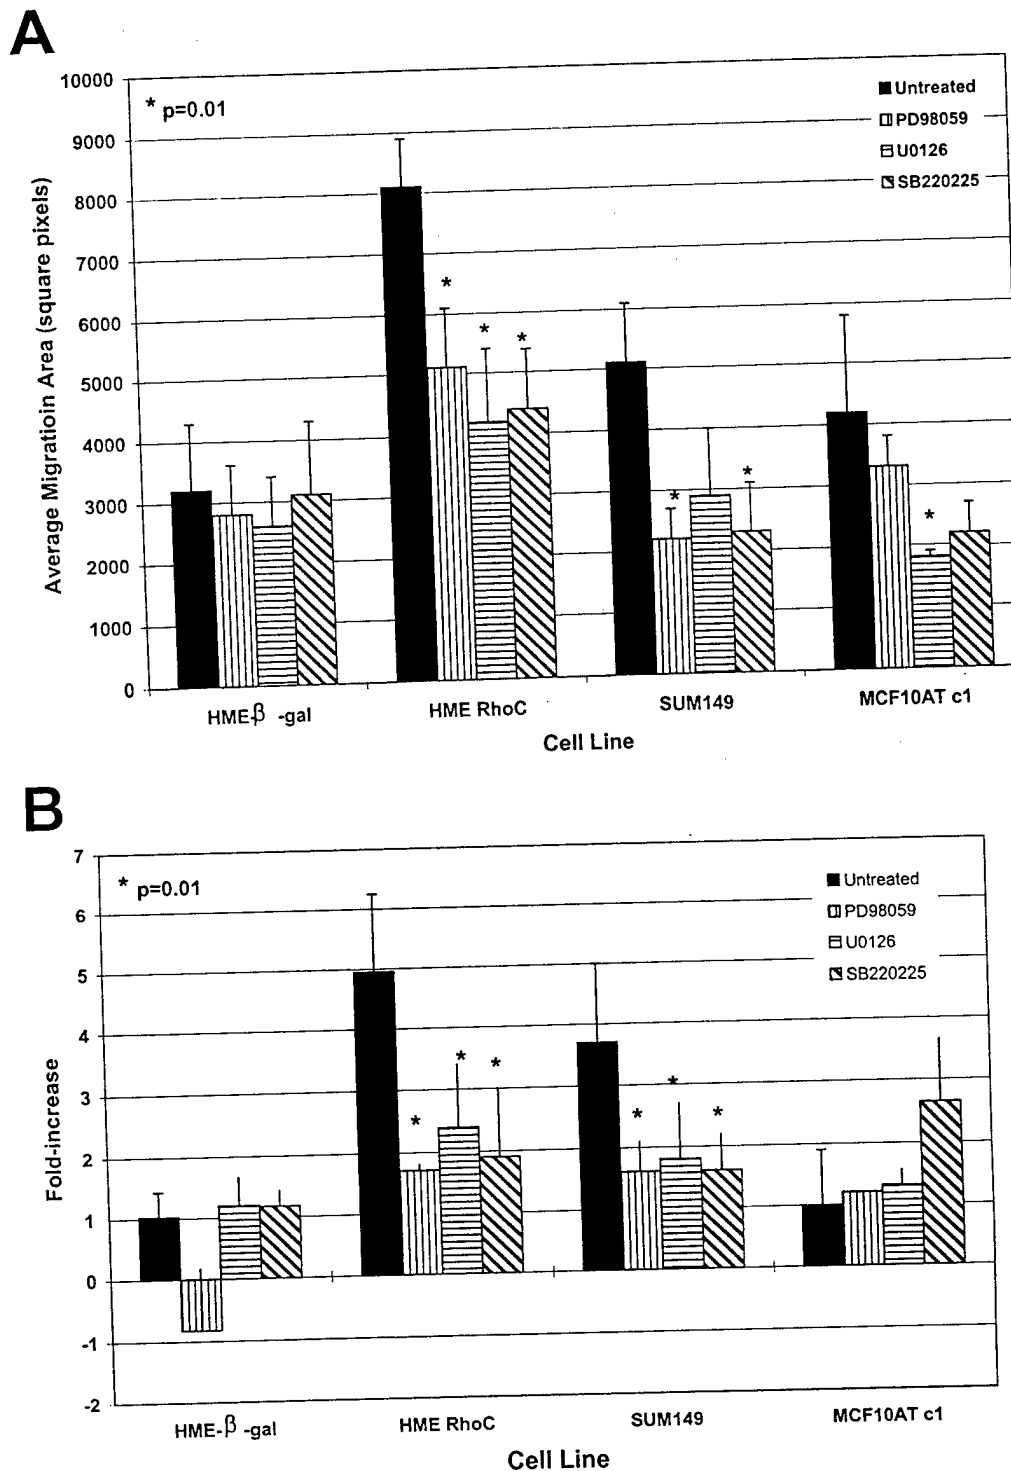 A
10000
9000
8000
7000
6000
5000
4000
3000
2000
1000
0
Average Migratioin Area (square pixels)
* p=0.01
Untreated
PD98059
U0126
SB220225
*
*
*
*
*
*
HME-β -gal
HME RhoC
SUM149
MCF10AT c1
Cell Line
B
7
6
5
4
3
2
1
0
-1
-2
Fold-increase
* p=0.01
Untreated
PD98059
U0126
SB220225
*
*
*
*
*
*
HME-β -gal
HME RhoC
SUM149
MCF10AT c1
Cell Line